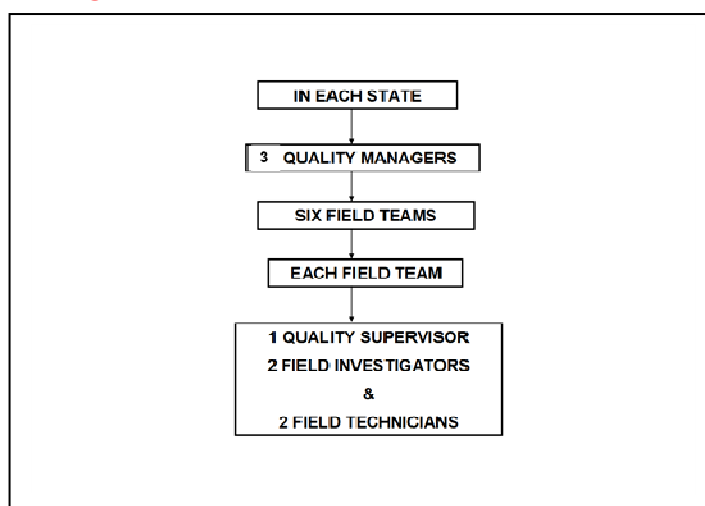 IN EACH STATE
3 QUALITY MANAGERS
SIX FIELD TEAMS
EACH FIELD TEAM
1 QUALITY SUPERVISOR
2 FIELD INVESTIGATORS
&
2 FIELD TECHNICIANS